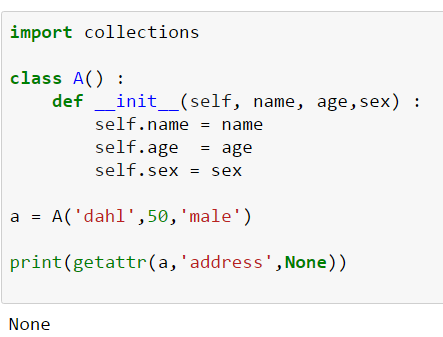 import collections
class A() :
    def __init__(self, name, age,sex) :
        self.name = name
        self.age  = age
        self.sex = sex
a = A('dahl',50,'male')
print(getattr(a,'address',None))
None